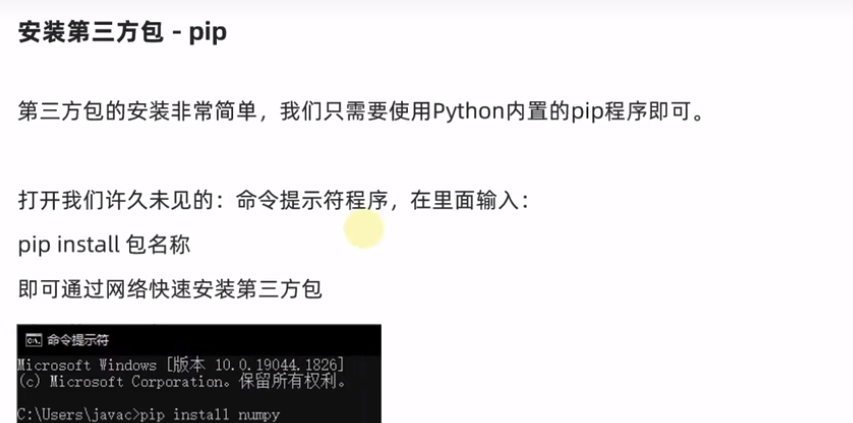 安装第三方包 - pip
第三方包的安装非常简单，我们只需要使用Python内置的pip程序即可。
打开我们许久未见的：命令提示符程序，在里面输入：
pip install 包名称
即可通过网络快速安装第三方包
命令提示符
Microsoft Windows [版本 10.0.19044.1826]
(c) Microsoft Corporation。保留所有权利。
C:\Users\javac>pip install numpy